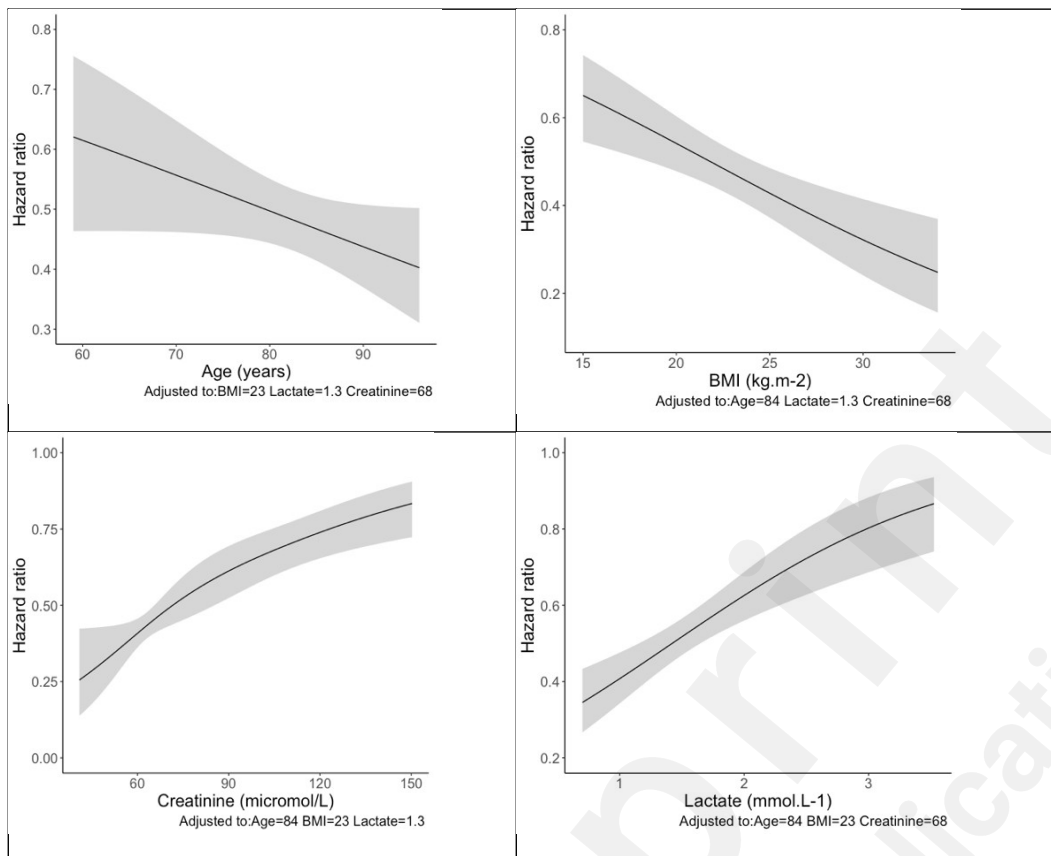 0.8
0.7
0.6
0.5
0.4
0.3
Hazard ratio
60 70 80 90
Age (years)
Adjusted to:BMI=23 Lactate=1.3 Creatinine=68
0.8
0.6
0.4
0.2
Hazard ratio
15 20 25 30
BMI (kg.m-2)
Adjusted to:Age=84 Lactate=1.3 Creatinine=68
1.00
0.75
0.50
0.25
0.00
Hazard ratio
60 90 120 150
Creatinine (micromol/L)
Adjusted to:Age=84 BMI=23 Lactate=1.3
1.0
0.8
0.6
0.4
0.2
Hazard ratio
1 2 3
Lactate (mmol.L-1)
Adjusted to:Age=84 BMI=23 Creatinine=68
print
licati